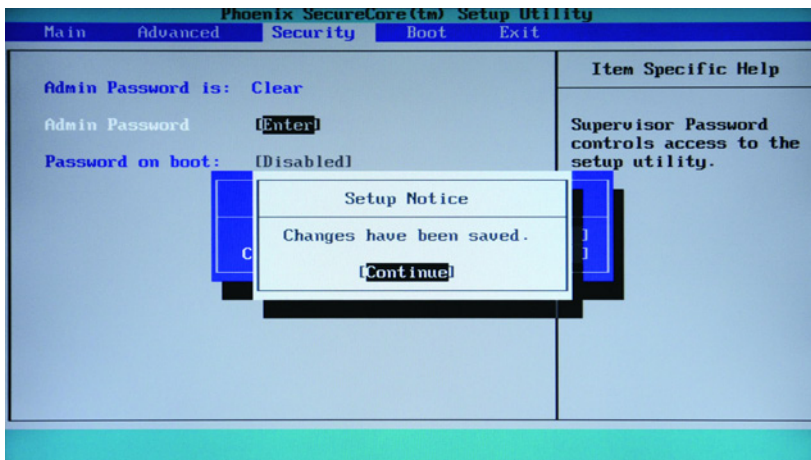 Phoenix SecureCore(tm) Setup Utility
Main Advanced Security Boot Exit
Item Specific Help
Admin Password is: Clear
Admin Password [Enter]
Supervisor Password
controls access to the
setup utility.
Password on boot: [Disabled]
Setup Notice
Changes have been saved.
[Continue]